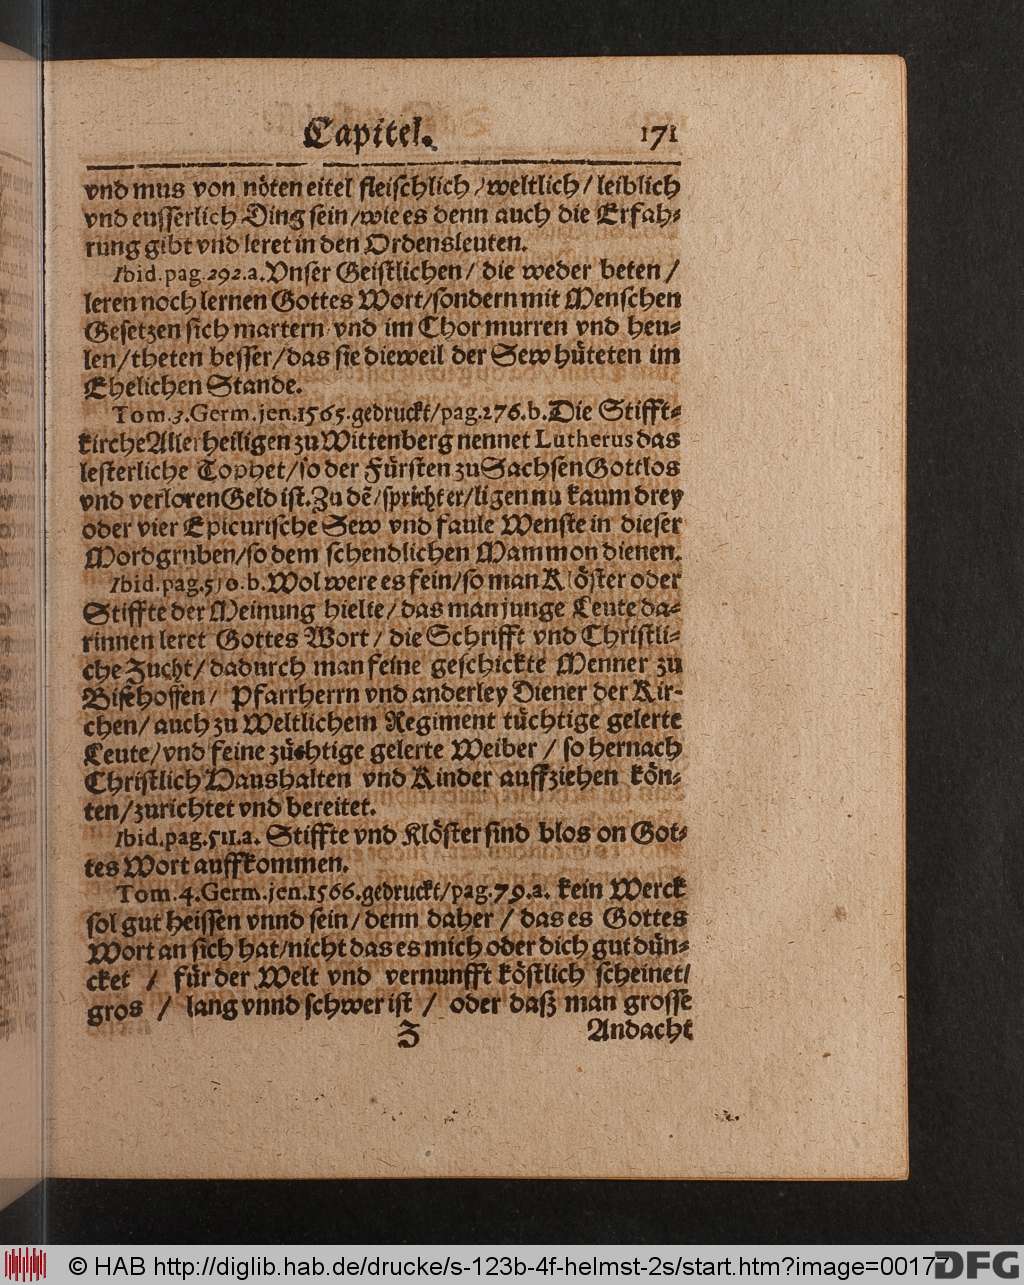 Capitel. 171
vnd mus von nöten eitel fleischlich / weltlich / leiblich
vnd eusserlich Ding sein / wie es denn auch die Erfah-
rung gibt vnd leret in den Ordensleuten.
Ibid. pag. 292. a. Vnser Geistlichen / die weder beten /
leren noch lernen Gottes Wort / sondern mit Menschen
Gesetzen sich martern vnd im Chor murren vnd heu-
len / theten besser / das sie dieweil der Sew hüteten im
Ehelichen Stande.
Tom. 3. Germ. jen. 1565. gedruckt / pag. 276. b. Die Stifft-
kirche Allerheiligen zu Wittenberg nennet Lutherus das
lesterliche Tophet / so der Fürsten zu Sachsen Gottlos
vnd verloren Geld ist. Zu dẽ / spricht er / ligen nu kaum drey
oder vier Epicurische Sew vnd faule Wenste in dieser
Mordgruben / so dem schendlichen Mammon dienen.
Ibid. pag. 510. b. Wol were es fein / so man Klöster oder
Stiffte der Meinung hielte / das man junge Leute da-
rinnen leret Gottes Wort / die Schrifft vnd Christli-
che Zucht / dadurch man feine geschickte Menner zu
Bischoffen / Pfarrherrn vnd anderley Diener der Kir-
chen / auch zu Weltlichem Regiment tüchtige gelerte
Leute / vnd feine züchtige gelerte Weiber / so hernach
Christlich Haushalten vnd Kinder auffziehen kön-
ten / zurichtet vnd bereitet.
Ibid. pag. 511. a. Stiffte vnd Klöster sind blos on Got-
tes Wort auffkommen.
Tom. 4. Germ. jen. 1566. gedruckt / pag. 79. a. kein Werck
sol gut heissen vnnd sein / denn daher / das es Gottes
Wort an sich hat / nicht das es mich oder dich gut dün-
cket / für der Welt vnd vernunfft köstlich scheinet /
gros / lang vnnd schwer ist / oder daß man grosse
Z Andacht
© HAB http://diglib.hab.de/drucke/s-123b-4f-helmst-2s/start.htm?image=00177
DFG